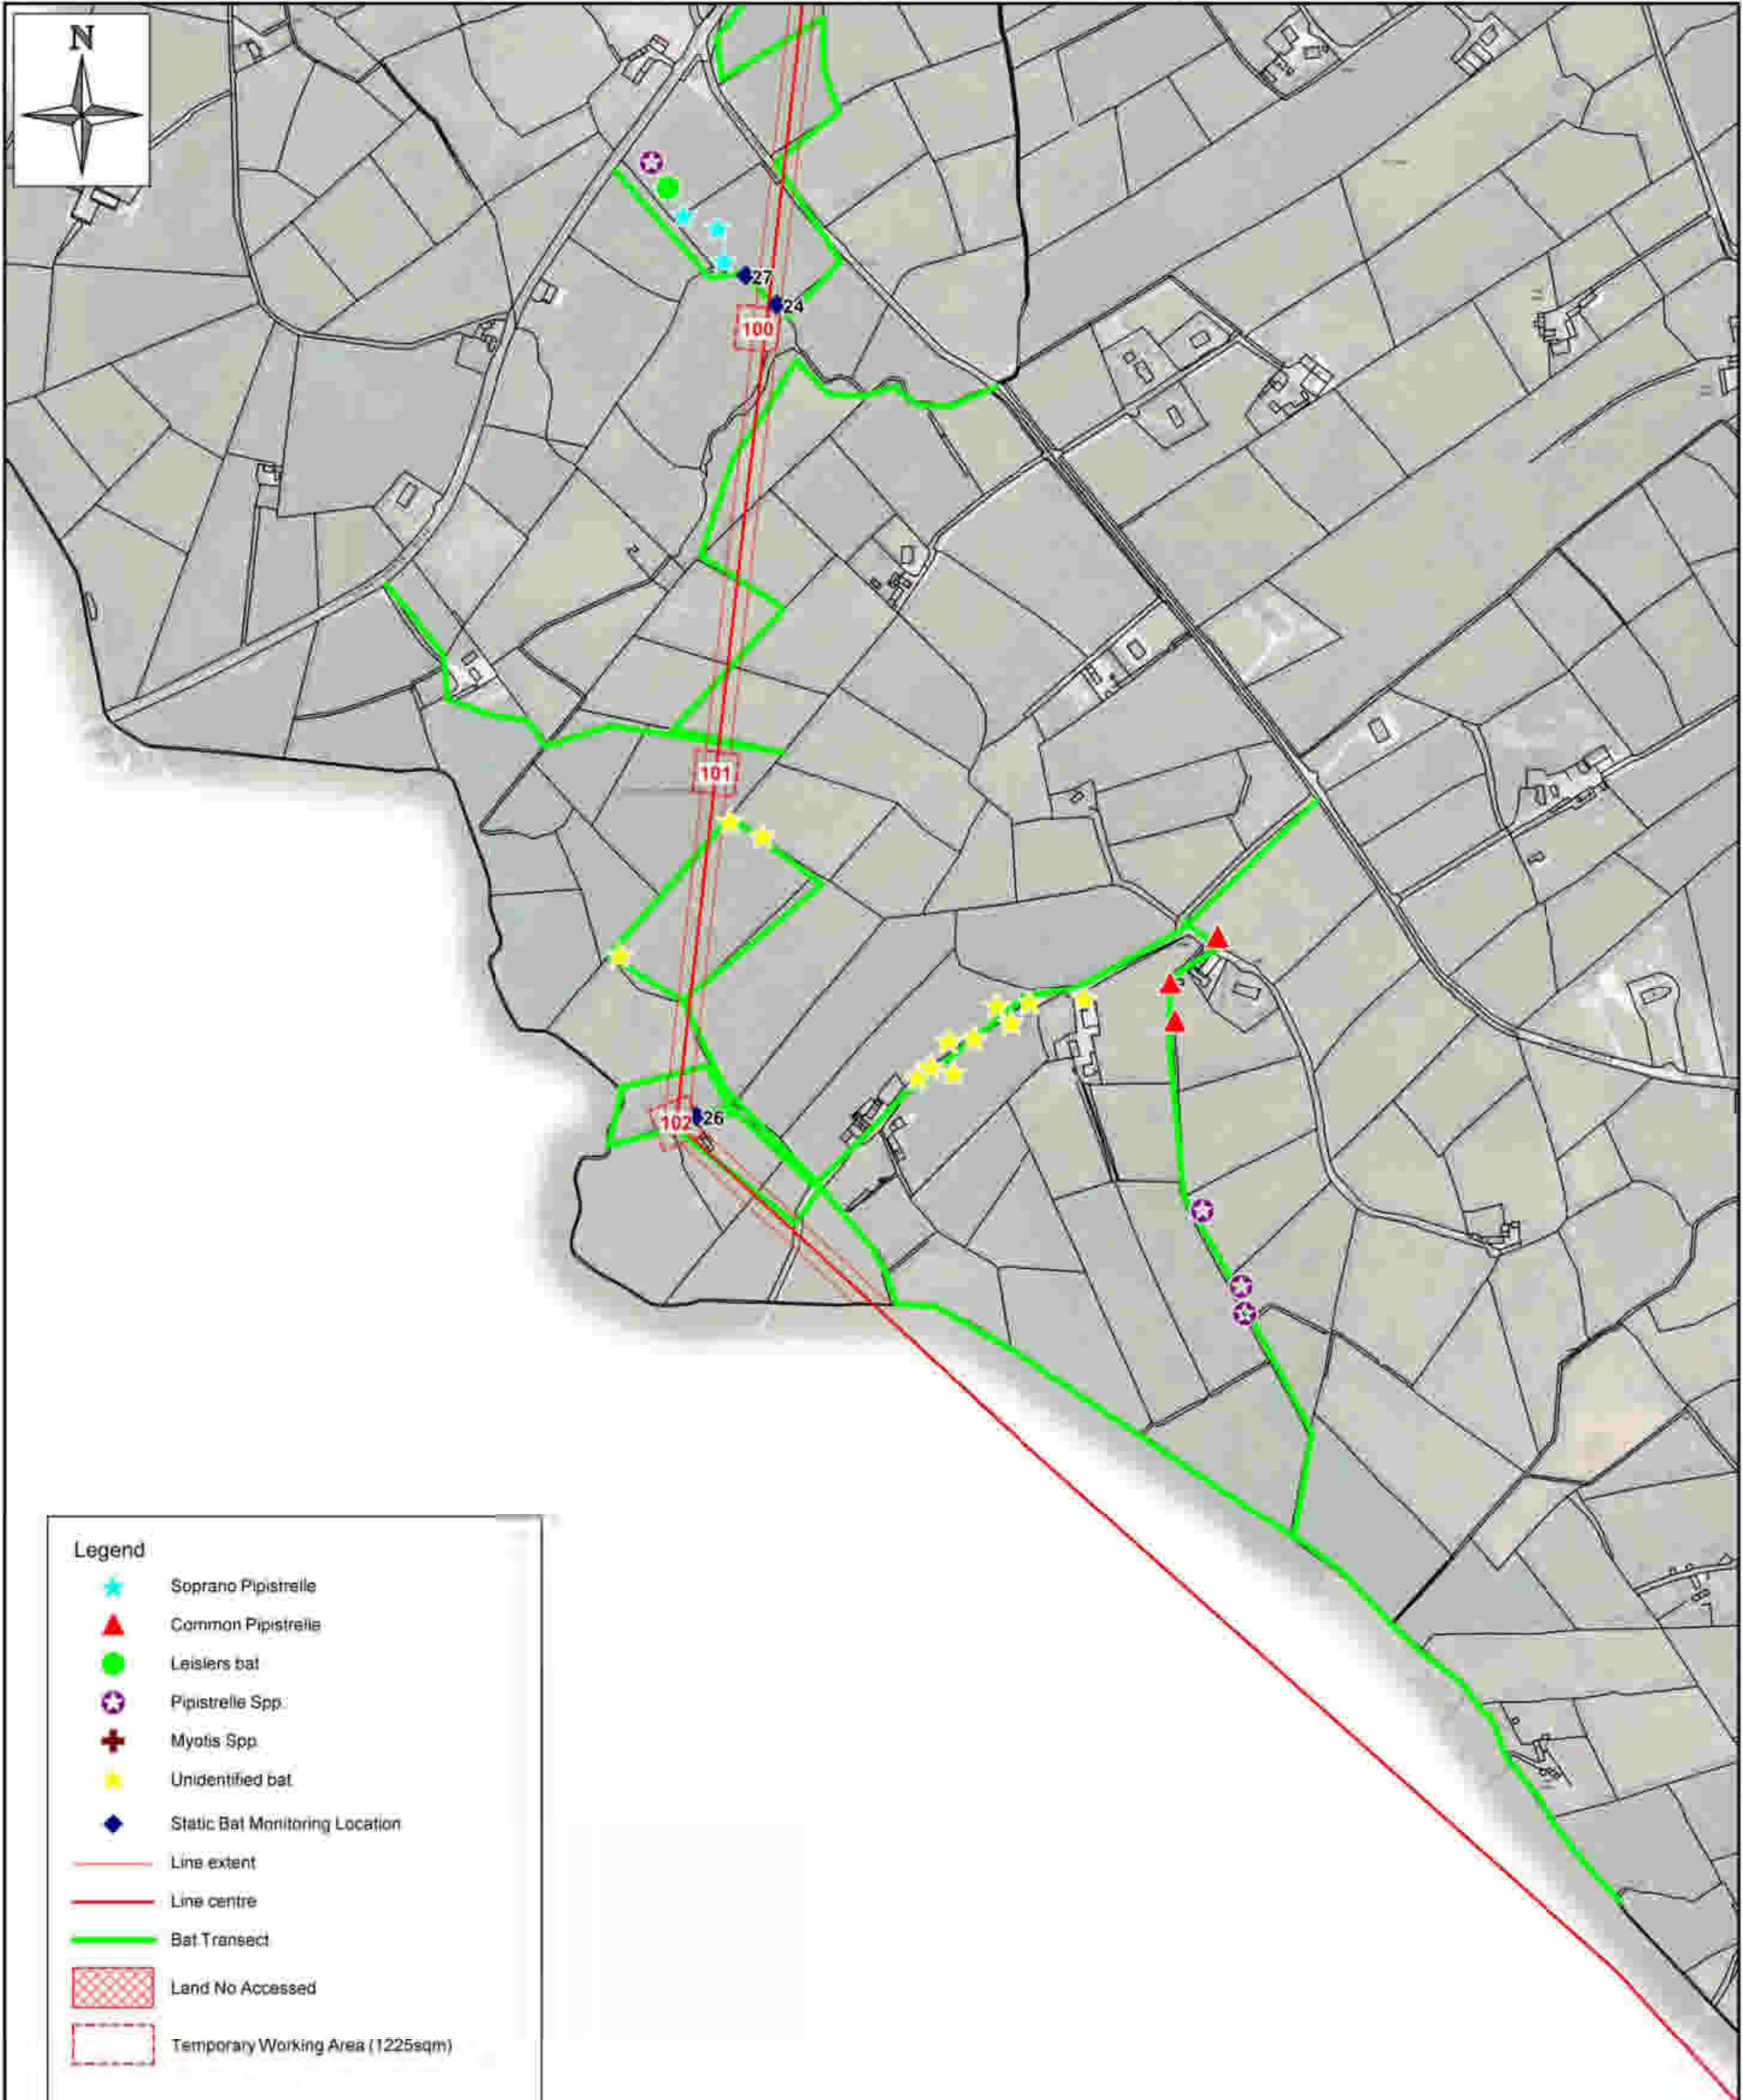 N
27
24
100
101
102
26
Legend
Soprano Pipistrelle
Common Pipistrelle
Leislers bat
Pipistrelle Spp.
Myotis Spp.
Unidentified bat
Static Bat Monitoring Location
Line extent
Line centre
Bat Transect
Land No Accessed
Temporary Working Area (1225sqm)